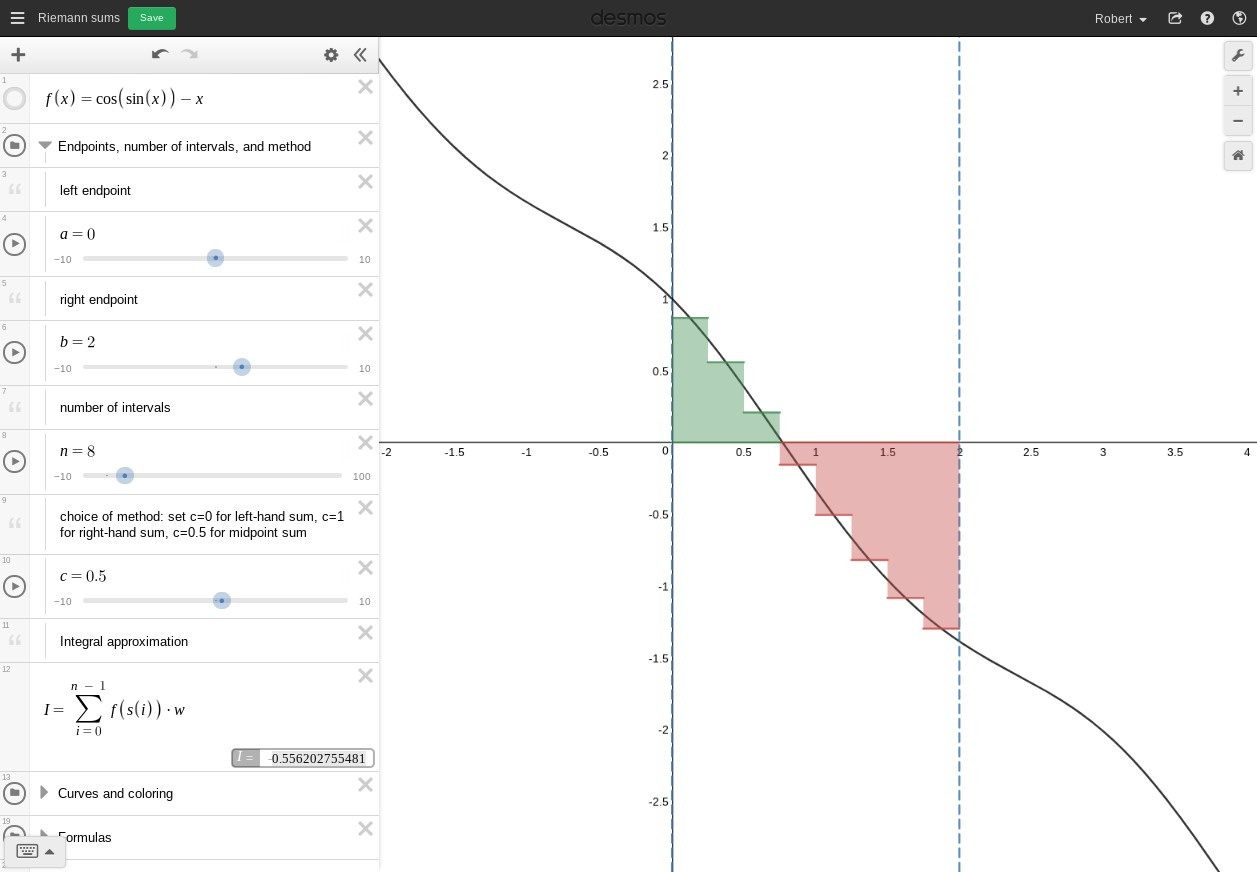 Riemann sums
Save
desmos
Robert
1
f(x) = cos(sin(x)) − x
2
Endpoints, number of intervals, and method
3
left endpoint
4
a = 0
−10
10
5
right endpoint
6
b = 2
−10
10
7
number of intervals
8
n = 8
−10
100
9
choice of method: set c=0 for left-hand sum, c=1
for right-hand sum, c=0.5 for midpoint sum
10
c = 0.5
−10
10
11
Integral approximation
12
n − 1
I = ∑ f(s(i)) · w
i = 0
I = -0.556202755481
13
Curves and coloring
19
Formulas
2.5
2
1.5
1
0.5
-2 -1.5 -1 -0.5 0 0.5 1 1.5 2 2.5 3 3.5 4
-0.5
-1
-1.5
-2
-2.5